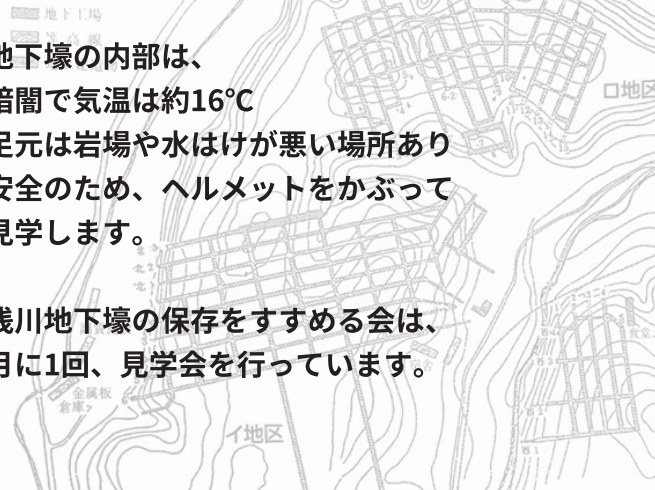 地下工場
地下壕の内部は、
暗闇で気温は約16℃
足元は岩場や水はけが悪い場所あり
安全のため、ヘルメットをかぶって
見学します。
ロ地区
浅川地下壕の保存をすすめる会は、
月に1回、見学会を行っています。
金属板
倉庫
イ地区
食堂